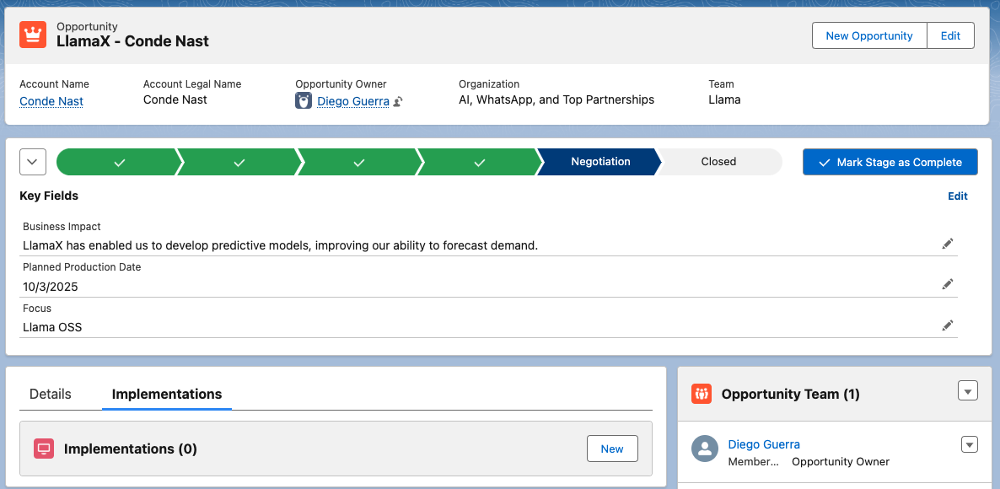 Opportunity
LlamaX - Conde Nast
New Opportunity
Edit
Account Name
Account Legal Name
Opportunity Owner
Organization
Team
Conde Nast
Conde Nast
Diego Guerra
AI, WhatsApp, and Top Partnerships
Llama
Negotiation
Closed
Mark Stage as Complete
Key Fields
Edit
Business Impact
LlamaX has enabled us to develop predictive models, improving our ability to forecast demand.
Planned Production Date
10/3/2025
Focus
Llama OSS
Details
Implementations
Implementations (0)
New
Opportunity Team (1)
Diego Guerra
Member...
Opportunity Owner